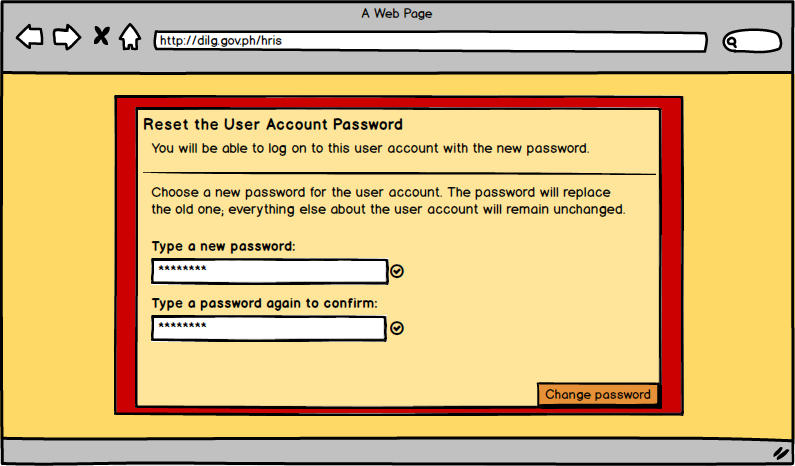 A Web Page
http://dilg.gov.ph/hris
Reset the User Account Password
You will be able to log on to this user account with the new password.
Choose a new password for the user account. The password will replace
the old one; everything else about the user account will remain unchanged.
Type a new password:
********
Type a password again to confirm:
********
Change password